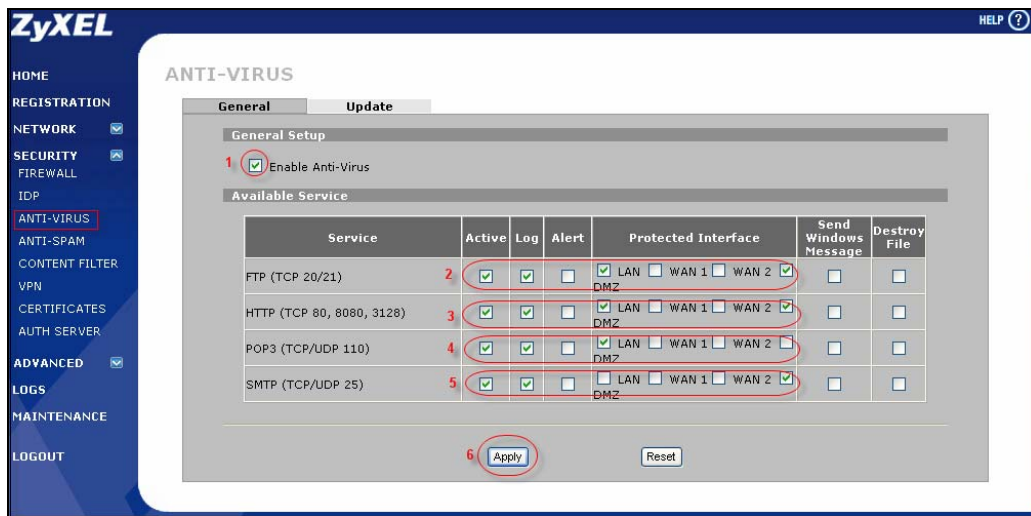 ZyXEL
HELP ?
HOME
REGISTRATION
NETWORK
SECURITY
FIREWALL
IDP
ANTI-VIRUS
ANTI-SPAM
CONTENT FILTER
VPN
CERTIFICATES
AUTH SERVER
ADVANCED
LOGS
MAINTENANCE
LOGOUT
ANTI-VIRUS
General Update
General Setup
1 Enable Anti-Virus
Available Service
Service Active Log Alert Protected Interface Send Windows Message Destroy File
FTP (TCP 20/21) 2 LAN WAN 1 WAN 2
DMZ
HTTP (TCP 80, 8080, 3128) 3 LAN WAN 1 WAN 2
DMZ
POP3 (TCP/UDP 110) 4 LAN WAN 1 WAN 2
DMZ
SMTP (TCP/UDP 25) 5 LAN WAN 1 WAN 2
DMZ
6 Apply Reset